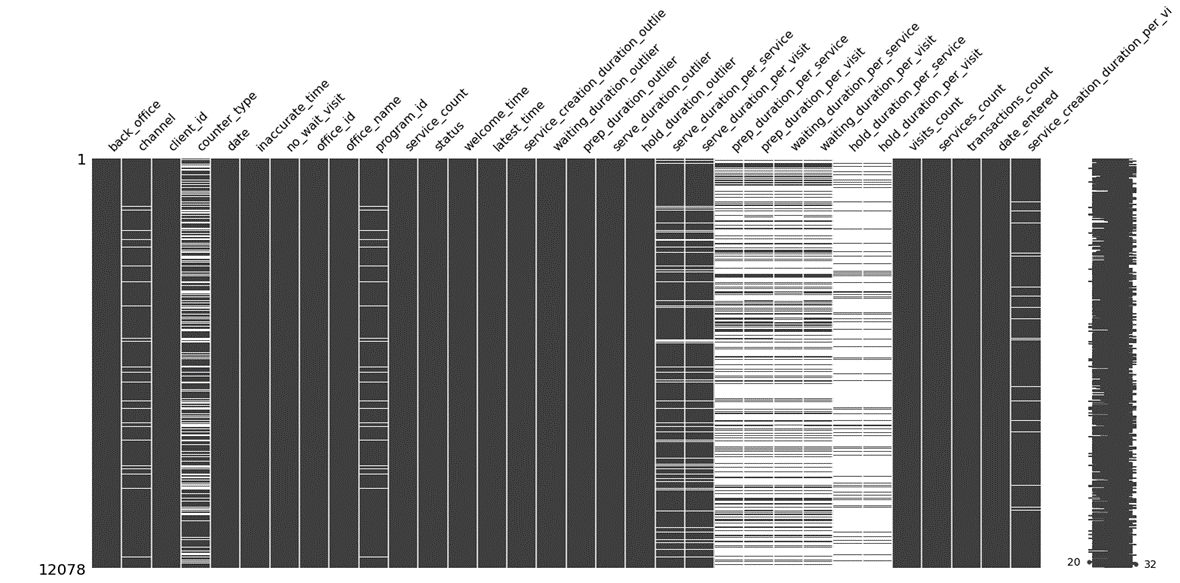 back_office
channel
client_id
counter_type
date
inaccurate_time
no_wait_visit
office_id
office_name
program_id
service_count
status
welcome_time
latest_time
service_creation_duration_outlie
waiting_duration_outlier
prep_duration_outlier
serve_duration_outlier
hold_duration_outlier
serve_duration_per_service
serve_duration_per_visit
prep_duration_per_service
prep_duration_per_visit
waiting_duration_per_service
waiting_duration_per_visit
hold_duration_per_service
hold_duration_per_visit
visits_count
services_count
transactions_count
date_entered
service_creation_duration_per_vi
1
12078
20
32